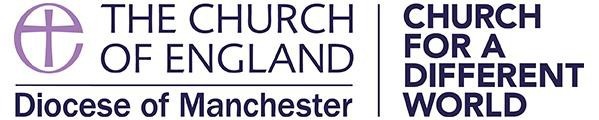 THE CHURCH
OF ENGLAND
Diocese of Manchester
CHURCH
FOR A
DIFFERENT
WORLD